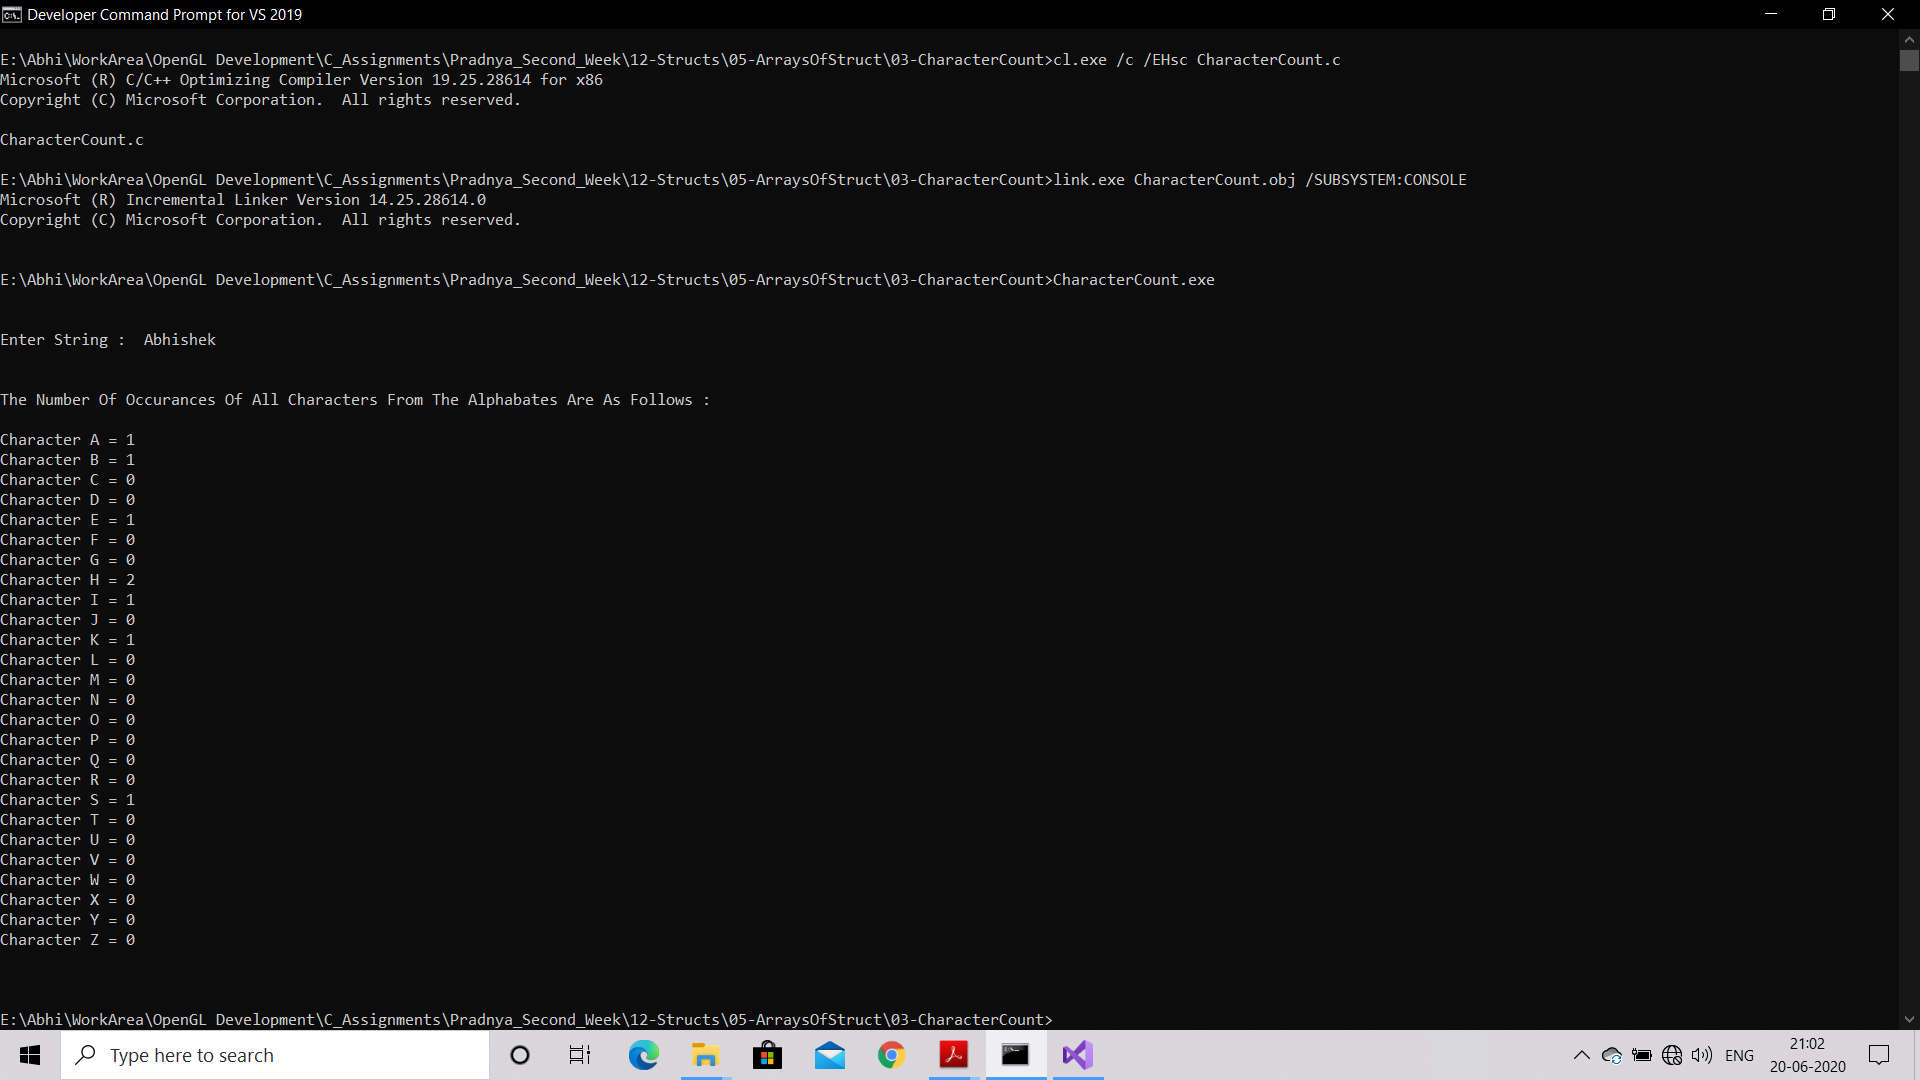 Developer Command Prompt for VS 2019
E:\Abhi\WorkArea\OpenGL Development\C_Assignments\Pradnya_Second_Week\12-Structs\05-ArraysOfStruct\03-CharacterCount>cl.exe /c /EHsc CharacterCount.c
Microsoft (R) C/C++ Optimizing Compiler Version 19.25.28614 for x86
Copyright (C) Microsoft Corporation.  All rights reserved.
CharacterCount.c
E:\Abhi\WorkArea\OpenGL Development\C_Assignments\Pradnya_Second_Week\12-Structs\05-ArraysOfStruct\03-CharacterCount>link.exe CharacterCount.obj /SUBSYSTEM:CONSOLE
Microsoft (R) Incremental Linker Version 14.25.28614.0
Copyright (C) Microsoft Corporation.  All rights reserved.
E:\Abhi\WorkArea\OpenGL Development\C_Assignments\Pradnya_Second_Week\12-Structs\05-ArraysOfStruct\03-CharacterCount>CharacterCount.exe
Enter String :  Abhishek
The Number Of Occurances Of All Characters From The Alphabates Are As Follows :
Character A = 1
Character B = 1
Character C = 0
Character D = 0
Character E = 1
Character F = 0
Character G = 0
Character H = 2
Character I = 1
Character J = 0
Character K = 1
Character L = 0
Character M = 0
Character N = 0
Character O = 0
Character P = 0
Character Q = 0
Character R = 0
Character S = 1
Character T = 0
Character U = 0
Character V = 0
Character W = 0
Character X = 0
Character Y = 0
Character Z = 0
E:\Abhi\WorkArea\OpenGL Development\C_Assignments\Pradnya_Second_Week\12-Structs\05-ArraysOfStruct\03-CharacterCount>
Type here to search
ENG
21:02
20-06-2020